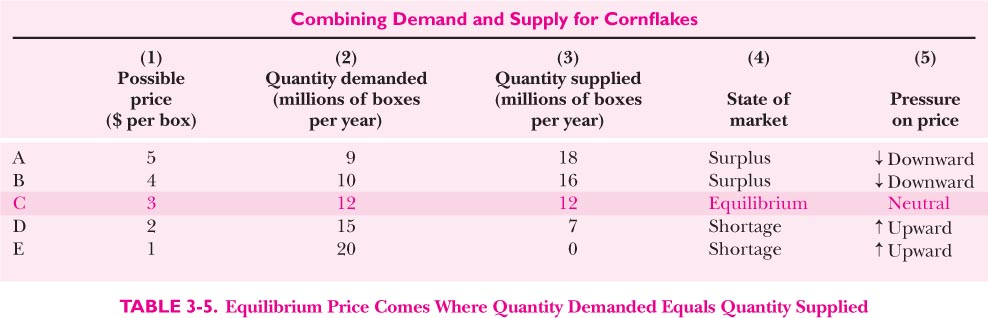 Combining Demand and Supply for Cornflakes
(1) (2) (3) (4) (5)
Possible Quantity demanded Quantity supplied
price (millions of boxes (millions of boxes State of Pressure
($ per box) per year) per year) market on price
A 5 9 18 Surplus ↓ Downward
B 4 10 16 Surplus ↓ Downward
C 3 12 12 Equilibrium Neutral
D 2 15 7 Shortage ↑ Upward
E 1 20 0 Shortage ↑ Upward
TABLE 3-5. Equilibrium Price Comes Where Quantity Demanded Equals Quantity Supplied